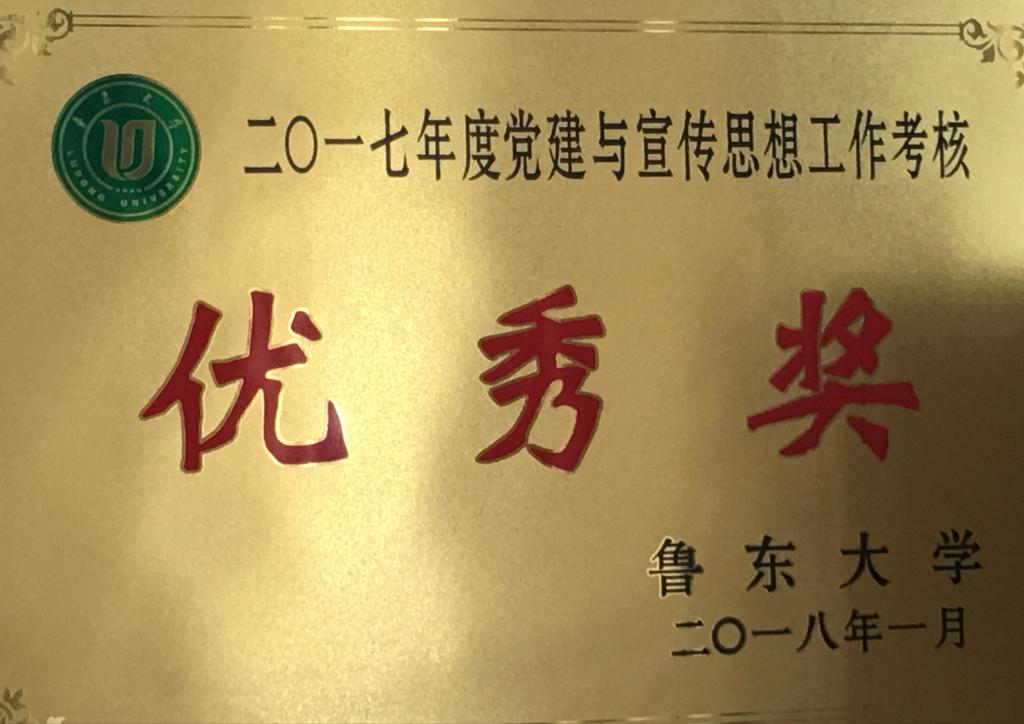 二〇一七年度党建与宣传思想工作考核
LUDONG UNIVERSITY
优秀奖
鲁东大学
二〇一八年一月